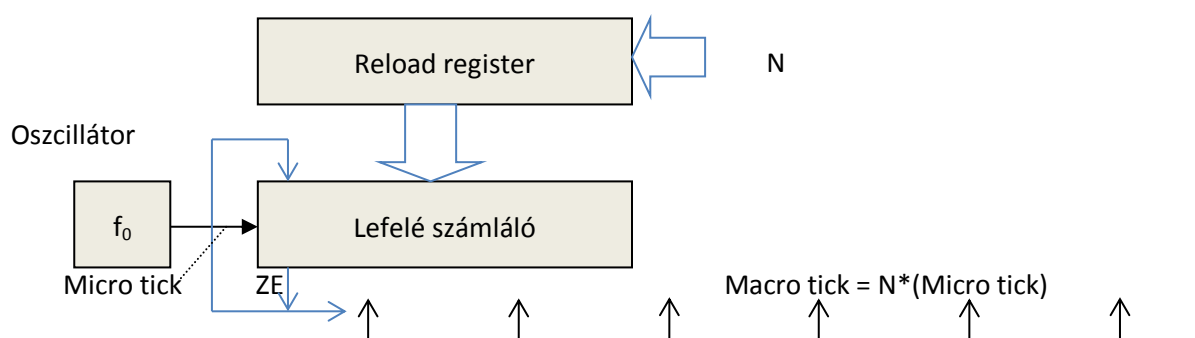 Reload register
N
Oszcillátor
f₀
Lefelé számláló
Micro tick
ZE
Macro tick = N*(Micro tick)